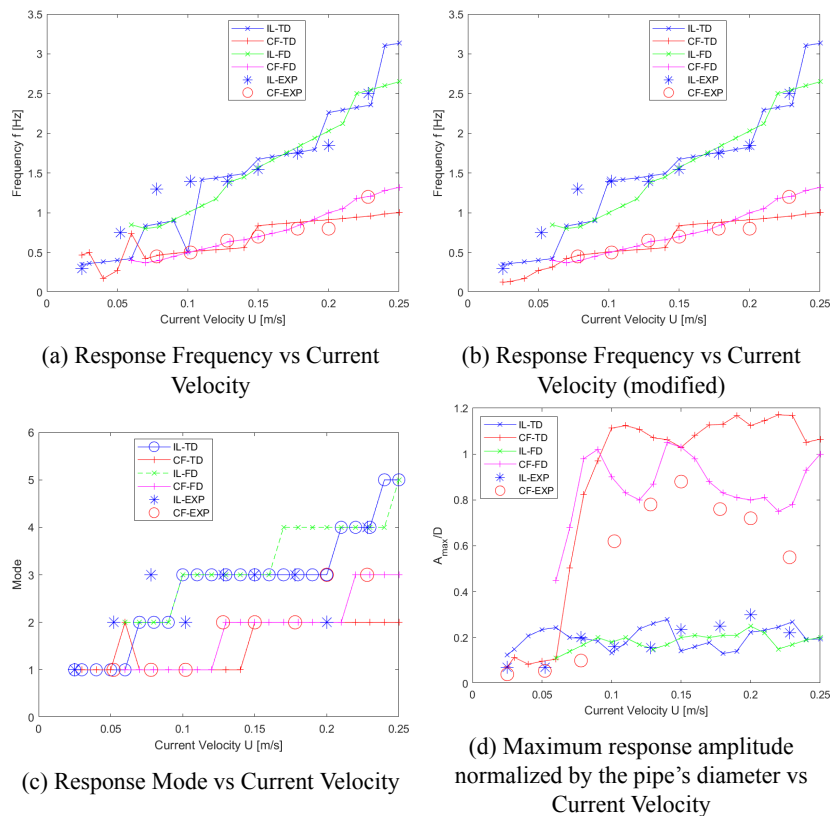 3.5
3
2.5
2
1.5
1
0.5
0
Frequency f [Hz]
IL-TD
CF-TD
IL-FD
CF-FD
IL-EXP
CF-EXP
0 0.05 0.1 0.15 0.2 0.25
Current Velocity U [m/s]
(a) Response Frequency vs Current
Velocity
3.5
3
2.5
2
1.5
1
0.5
0
Frequency f [Hz]
IL-TD
CF-TD
IL-FD
CF-FD
IL-EXP
CF-EXP
0 0.05 0.1 0.15 0.2 0.25
Current Velocity U [m/s]
(b) Response Frequency vs Current
Velocity (modified)
6
5
4
3
2
1
0
Mode
IL-TD
CF-TD
IL-FD
CF-FD
IL-EXP
CF-EXP
0 0.05 0.1 0.15 0.2 0.25
Current Velocity U [m/s]
(c) Response Mode vs Current Velocity
1.2
1
0.8
0.6
0.4
0.2
0
A_max/D
IL-TD
CF-TD
IL-FD
CF-FD
IL-EXP
CF-EXP
0 0.05 0.1 0.15 0.2 0.25
Current Velocity U [m/s]
(d) Maximum response amplitude
normalized by the pipe's diameter vs
Current Velocity